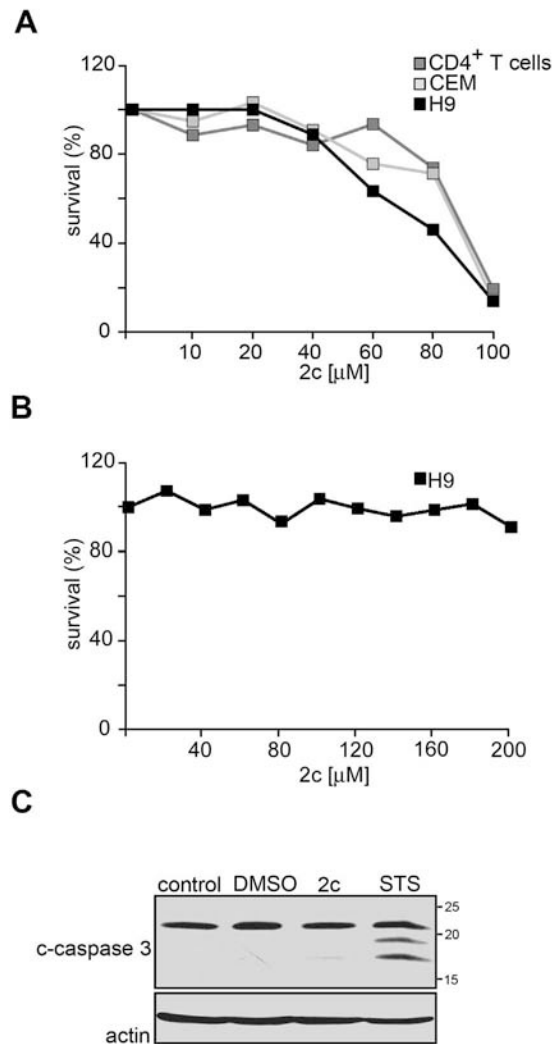 A
120
80
40
0
survival (%)
CD4+ T cells
CEM
H9
10 20 40 60 80 100
2c [µM]
B
120
80
40
0
survival (%)
H9
40 80 120 160 200
2c [µM]
C
control DMSO 2c STS
25
20
15
c-caspase 3
actin